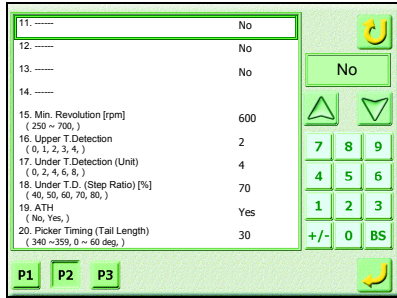 11. ------ No
12. ------ No
13. ------ No
14. ------
15. Min. Revolution [rpm] 600
( 250 ~ 700, )
16. Upper T.Detection 2
( 0, 1, 2, 3, 4, )
17. Under T.Detection (Unit) 4
( 0, 2, 4, 6, 8, )
18. Under T.D. (Step Ratio) [%] 70
( 40, 50, 60, 70, 80, )
19. ATH Yes
( No, Yes, )
20. Picker Timing (Tail Length) 30
( 340 ~359, 0 ~ 60 deg, )
No
7 8 9
4 5 6
1 2 3
+/- 0 BS
P1 P2 P3